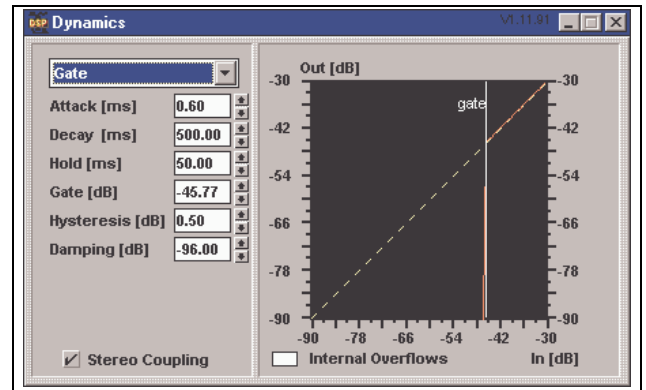 DSP Dynamics V1.11.91
Gate
Attack [ms] 0.60
Decay [ms] 500.00
Hold [ms] 50.00
Gate [dB] -45.77
Hysteresis [dB] 0.50
Damping [dB] -96.00
Stereo Coupling
Out [dB]
-30 -30
gate
-42 -42
-54 -54
-66 -66
-78 -78
-90 -90
-90 -78 -66 -54 -42 -30
Internal Overflows In [dB]